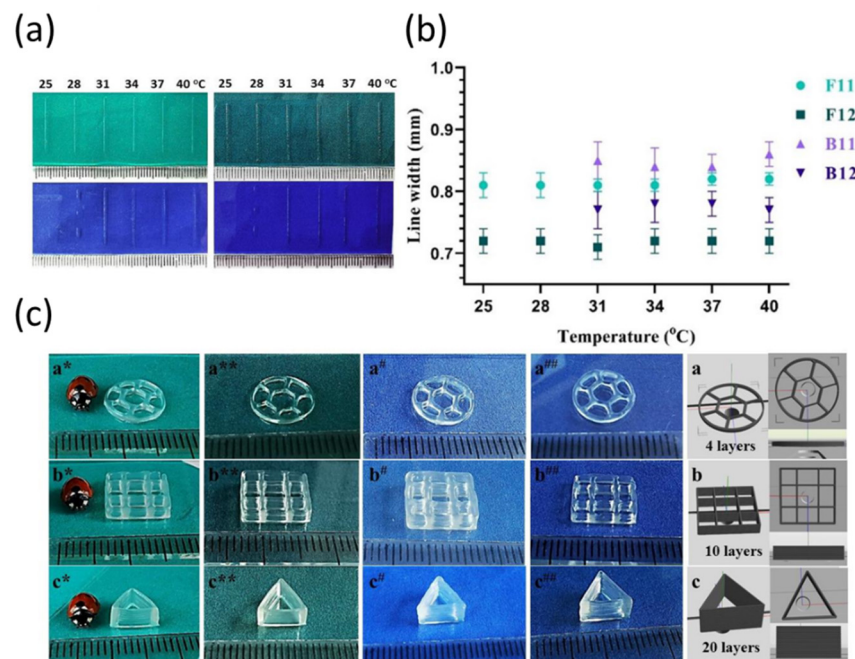 (a)
25 28 31 34 37 40 °C
25 28 31 34 37 40 °C
(b)
Line width (mm)
1.0
0.9
0.8
0.7
25 28 31 34 37 40
Temperature (°C)
F11
F12
B11
B12
(c)
a* a** a# a## a
4 layers
b* b** b# b## b
10 layers
c* c** c# c## c
20 layers